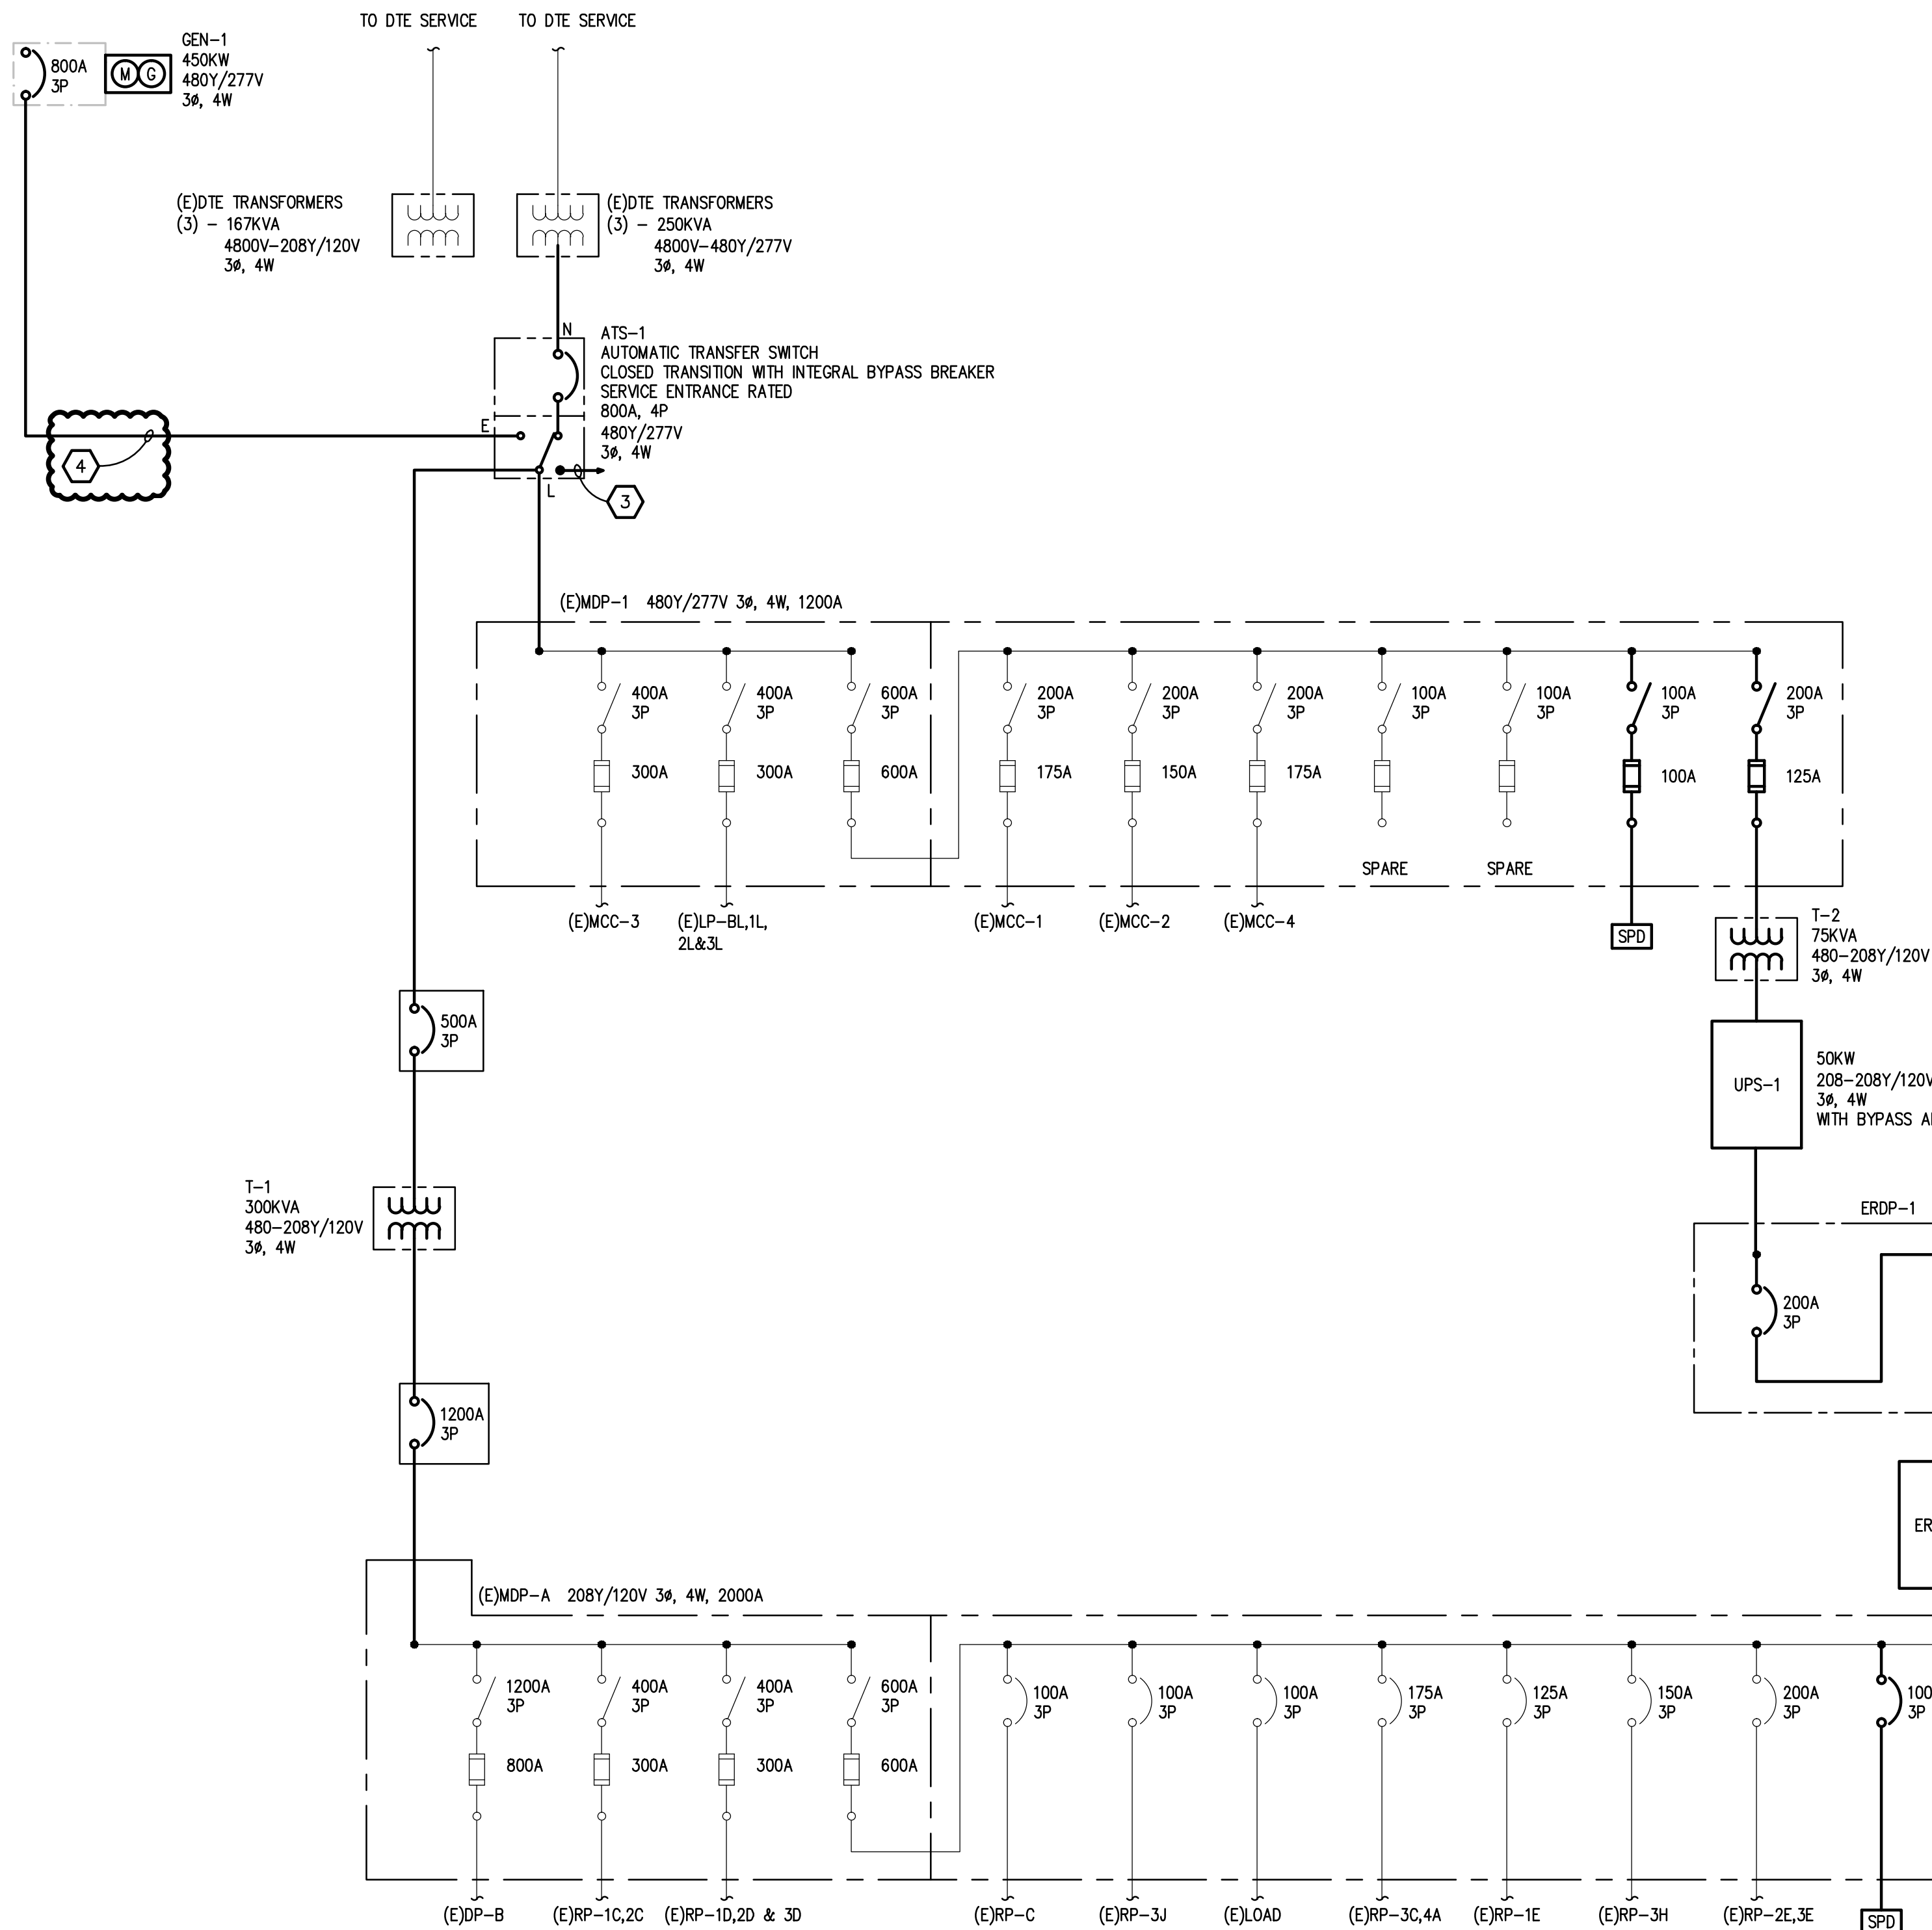 TO DTE SERVICE
TO DTE SERVICE
GEN-1
450KW
480Y/277V
3ø, 4W
800A
3P
M
G
(E)DTE TRANSFORMERS
(3) - 167KVA
4800V-208Y/120V
3ø, 4W
(E)DTE TRANSFORMERS
(3) - 250KVA
4800V-480Y/277V
3ø, 4W
N
ATS-1
AUTOMATIC TRANSFER SWITCH
CLOSED TRANSITION WITH INTEGRAL BYPASS BREAKER
SERVICE ENTRANCE RATED
800A, 4P
480Y/277V
3ø, 4W
E
L
4
3
(E)MDP-1 480Y/277V 3ø, 4W, 1200A
400A
3P
400A
3P
600A
3P
200A
3P
200A
3P
200A
3P
100A
3P
100A
3P
100A
3P
200A
3P
300A
300A
600A
175A
150A
175A
100A
125A
SPARE
SPARE
(E)MCC-3
(E)LP-BL,1L,
2L&3L
(E)MCC-1
(E)MCC-2
(E)MCC-4
SPD
T-2
75KVA
480-208Y/120V
3ø, 4W
500A
3P
UPS-1
50KW
208-208Y/120V
3ø, 4W
WITH BYPASS
T-1
300KVA
480-208Y/120V
3ø, 4W
ERDP-1
200A
3P
1200A
3P
ER
(E)MDP-A 208Y/120V 3ø, 4W, 2000A
1200A
3P
400A
3P
400A
3P
600A
3P
100A
3P
100A
3P
100A
3P
175A
3P
125A
3P
150A
3P
200A
3P
100
3P
800A
300A
300A
600A
(E)DP-B
(E)RP-1C,2C
(E)RP-1D,2D & 3D
(E)RP-C
(E)RP-3J
(E)LOAD
(E)RP-3C,4A
(E)RP-1E
(E)RP-3H
(E)RP-2E,3E
SPD